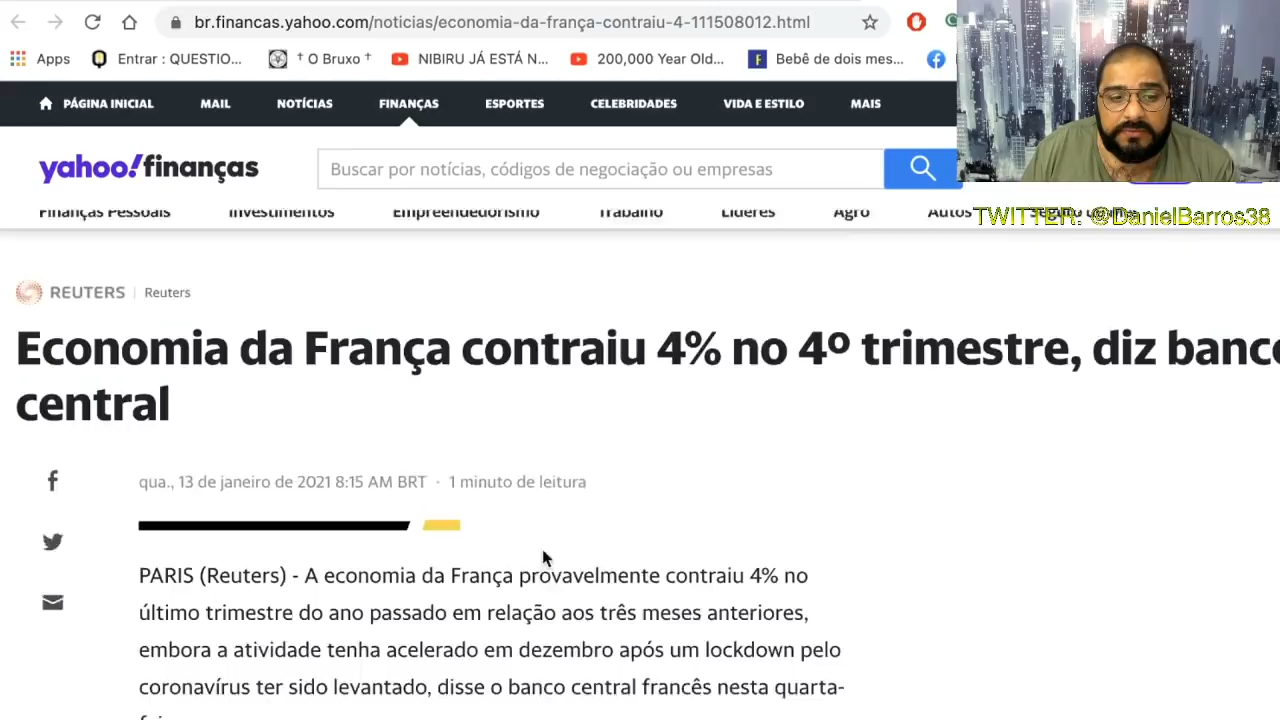 br.financas.yahoo.com/noticias/economia-da-frança-contraiu-4-111508012.html
Apps
Entrar : QUESTIO...
† O Bruxo †
NIBIRU JÁ ESTÁ N...
200,000 Year Old...
Bebê de dois mes...
PÁGINA INICIAL
MAIL
NOTÍCIAS
FINANÇAS
ESPORTES
CELEBRIDADES
VIDA E ESTILO
MAIS
yahoo!finanças
Buscar por notícias, códigos de negociação ou empresas
Finanças Pessoais
Investimentos
Empreendedorismo
Trabalho
Líderes
Agro
Autos
TWITTER: @DanielBarros38
REUTERS
Reuters
Economia da França contraiu 4% no 4º trimestre, diz banco
central
qua., 13 de janeiro de 2021 8:15 AM BRT · 1 minuto de leitura
PARIS (Reuters) - A economia da França provavelmente contraiu 4% no
último trimestre do ano passado em relação aos três meses anteriores,
embora a atividade tenha acelerado em dezembro após um lockdown pelo
coronavírus ter sido levantado, disse o banco central francês nesta quarta-